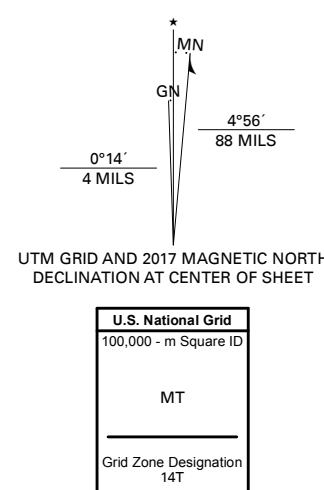 ★
MN
GN
4°56´
88 MILS
0°14´
4 MILS
UTM GRID AND 2017 MAGNETIC NORTH
DECLINATION AT CENTER OF SHEET
U.S. National Grid
100,000 - m Square ID
MT
Grid Zone Designation
14T